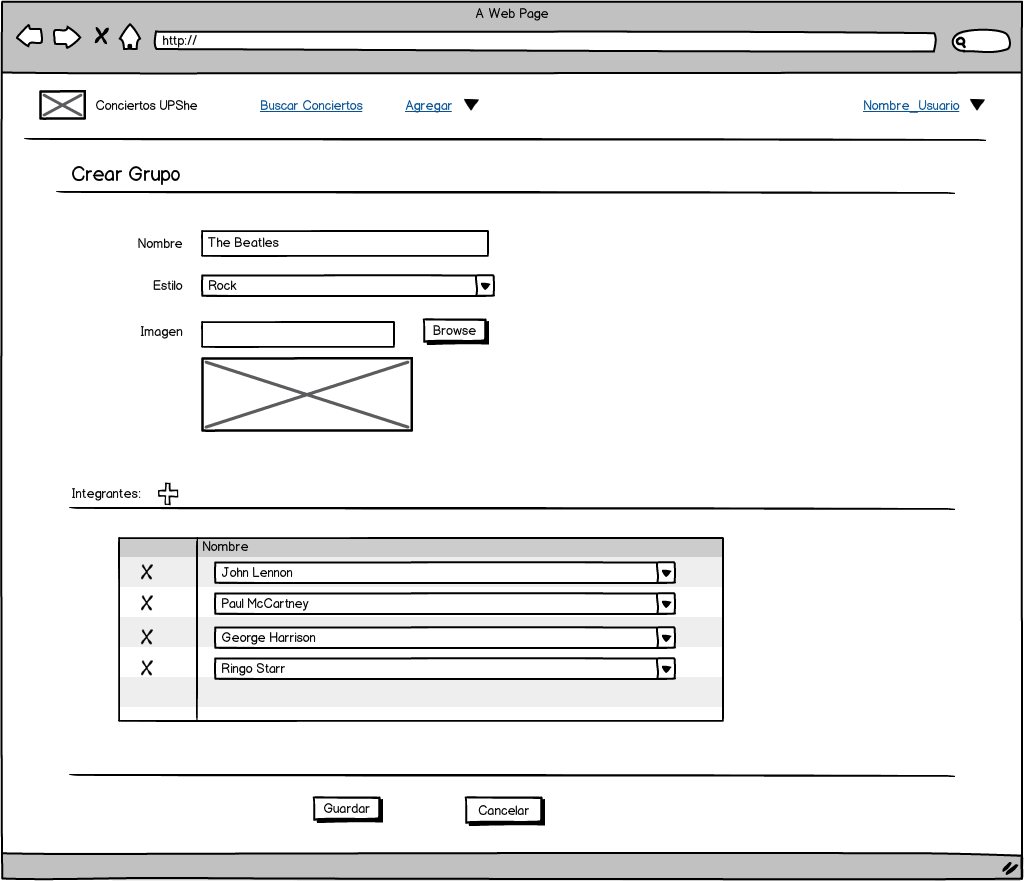 A Web Page
http://
Conciertos UPShe Buscar Conciertos Agregar Nombre_Usuario
Crear Grupo
Nombre The Beatles
Estilo Rock
Imagen Browse
Integrantes:
Nombre
John Lennon
Paul McCartney
George Harrison
Ringo Starr
Guardar Cancelar